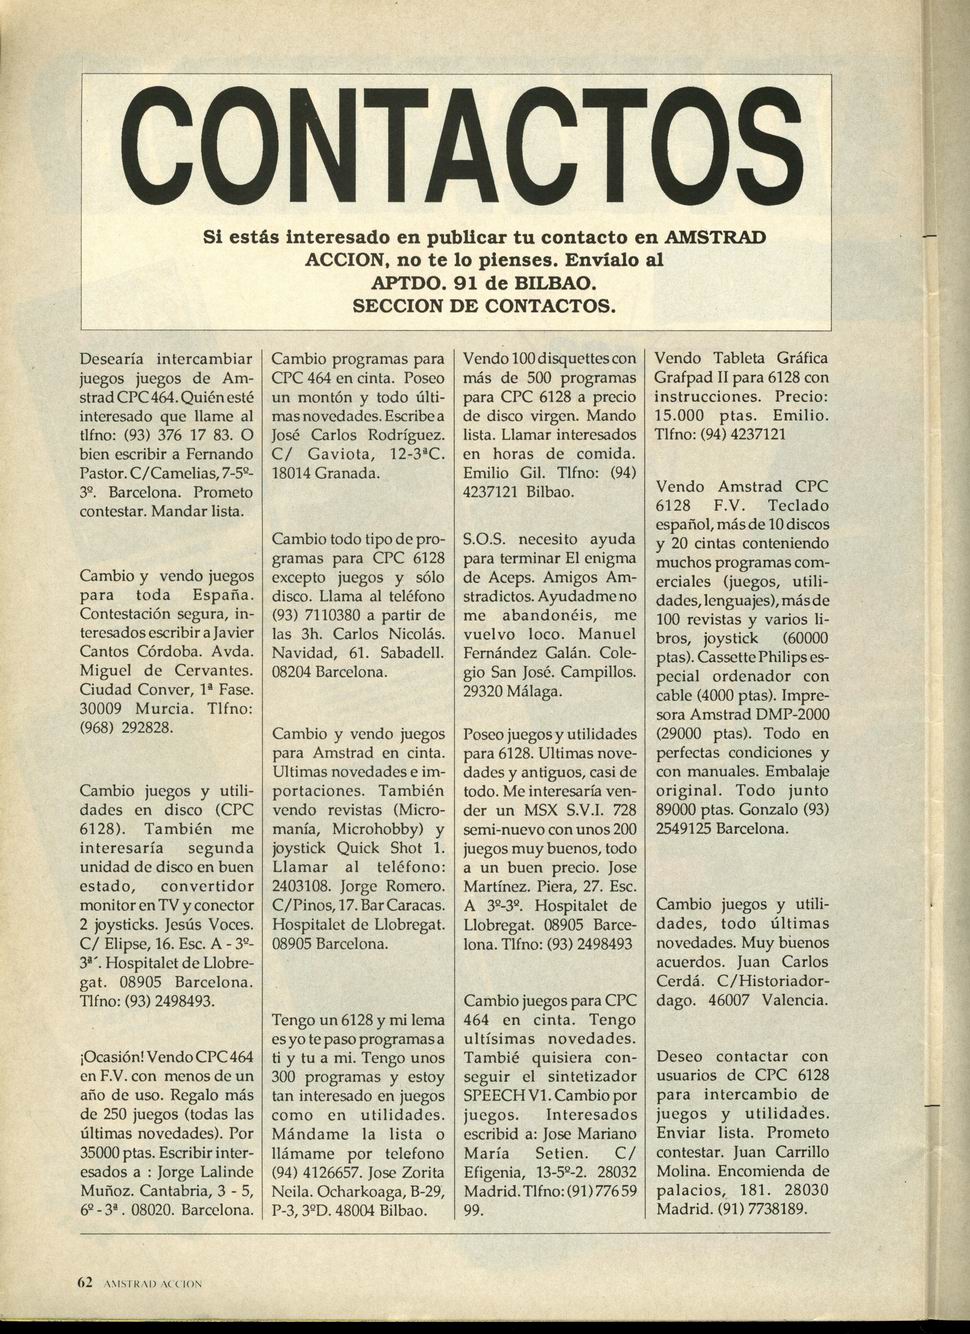 CONTACTOS
Si estás interesado en publicar tu contacto en AMSTRAD
ACCION, no te lo pienses. Envíalo al
APTDO. 91 de BILBAO.
SECCION DE CONTACTOS.
Desearía intercambiar
juegos juegos de Am-
strad CPC 464. Quién esté
interesado que llame al
tlfno: (93) 376 17 83. O
bien escribir a Fernando
Pastor. C/Camelias, 7-5º-
3º. Barcelona. Prometo
contestar. Mandar lista.
Cambio y vendo juegos
para toda España.
Contestación segura, in-
teresados escribir a Javier
Cantos Córdoba. Avda.
Miguel de Cervantes.
Ciudad Conver, 1ª Fase.
30009 Murcia. Tlfno:
(968) 292828.
Cambio juegos y utili-
dades en disco (CPC
6128). También me
interesaría segunda
unidad de disco en buen
estado, convertidor
monitor en TV y conector
2 joysticks. Jesús Voces.
C/ Elipse, 16. Esc. A - 3º-
3ª´. Hospitalet de Llobre-
gat. 08905 Barcelona.
Tlfno: (93) 2498493.
¡Ocasión! Vendo CPC 464
en F.V. con menos de un
año de uso. Regalo más
de 250 juegos (todas las
últimas novedades). Por
35000 ptas. Escribir inter-
esados a : Jorge Lalinde
Muñoz. Cantabria, 3 - 5,
6º - 3ª . 08020. Barcelona.
Cambio programas para
CPC 464 en cinta. Poseo
un montón y todo últi-
mas novedades. Escribe a
José Carlos Rodríguez.
C/ Gaviota, 12-3ªC.
18014 Granada.
Cambio todo tipo de pro-
gramas para CPC 6128
excepto juegos y sólo
disco. Llama al teléfono
(93) 7110380 a partir de
las 3h. Carlos Nicolás.
Navidad, 61. Sabadell.
08204 Barcelona.
Cambio y vendo juegos
para Amstrad en cinta.
Ultimas novedades e im-
portaciones. También
vendo revistas (Micro-
manía, Microhobby) y
joystick Quick Shot 1.
Llamar al teléfono:
2403108. Jorge Romero.
C/Pinos, 17. Bar Caracas.
Hospitalet de Llobregat.
08905 Barcelona.
Tengo un 6128 y mi lema
es yo te paso programas a
ti y tu a mi. Tengo unos
300 programas y estoy
tan interesado en juegos
como en utilidades.
Mándame la lista o
llámame por telefono
(94) 4126657. Jose Zorita
Neila. Ocharkoaga, B-29,
P-3, 3ºD. 48004 Bilbao.
Vendo 100 disquettes con
más de 500 programas
para CPC 6128 a precio
de disco virgen. Mando
lista. Llamar interesados
en horas de comida.
Emilio Gil. Tlfno: (94)
4237121 Bilbao.
S.O.S. necesito ayuda
para terminar El enigma
de Aceps. Amigos Am-
stradictos. Ayudadme no
me abandonéis, me
vuelvo loco. Manuel
Fernández Galán. Cole-
gio San José. Campillos.
29320 Málaga.
Poseo juegos y utilidades
para 6128. Ultimas nove-
dades y antiguos, casi de
todo. Me interesaría ven-
der un MSX S.V.I. 728
semi-nuevo con unos 200
juegos muy buenos, todo
a un buen precio. Jose
Martínez. Piera, 27. Esc.
A 3º-3º. Hospitalet de
Llobregat. 08905 Barce-
lona. Tlfno: (93) 2498493
Cambio juegos para CPC
464 en cinta. Tengo
ultísimas novedades.
Tambié quisiera con-
seguir el sintetizador
SPEECH V1. Cambio por
juegos. Interesados
escribid a: Jose Mariano
María Setien. C/
Efigenia, 13-5º-2. 28032
Madrid. Tlfno: (91) 776 59
99.
Vendo Tableta Gráfica
Grafpad II para 6128 con
instrucciones. Precio:
15.000 ptas. Emilio.
Tlfno: (94) 4237121
Vendo Amstrad CPC
6128 F.V. Teclado
español, más de 10 discos
y 20 cintas conteniendo
muchos programas com-
erciales (juegos, utili-
dades, lenguajes), más de
100 revistas y varios li-
bros, joystick (60000
ptas). Cassette Philips es-
pecial ordenador con
cable (4000 ptas). Impre-
sora Amstrad DMP-2000
(29000 ptas). Todo en
perfectas condiciones y
con manuales. Embalaje
original. Todo junto
89000 ptas. Gonzalo (93)
2549125 Barcelona.
Cambio juegos y utili-
dades, todo últimas
novedades. Muy buenos
acuerdos. Juan Carlos
Cerdá. C/Historiador-
dago. 46007 Valencia.
Deseo contactar con
usuarios de CPC 6128
para intercambio de
juegos y utilidades.
Enviar lista. Prometo
contestar. Juan Carrillo
Molina. Encomienda de
palacios, 181. 28030
Madrid. (91) 7738189.
62 AMSTRAD ACCION